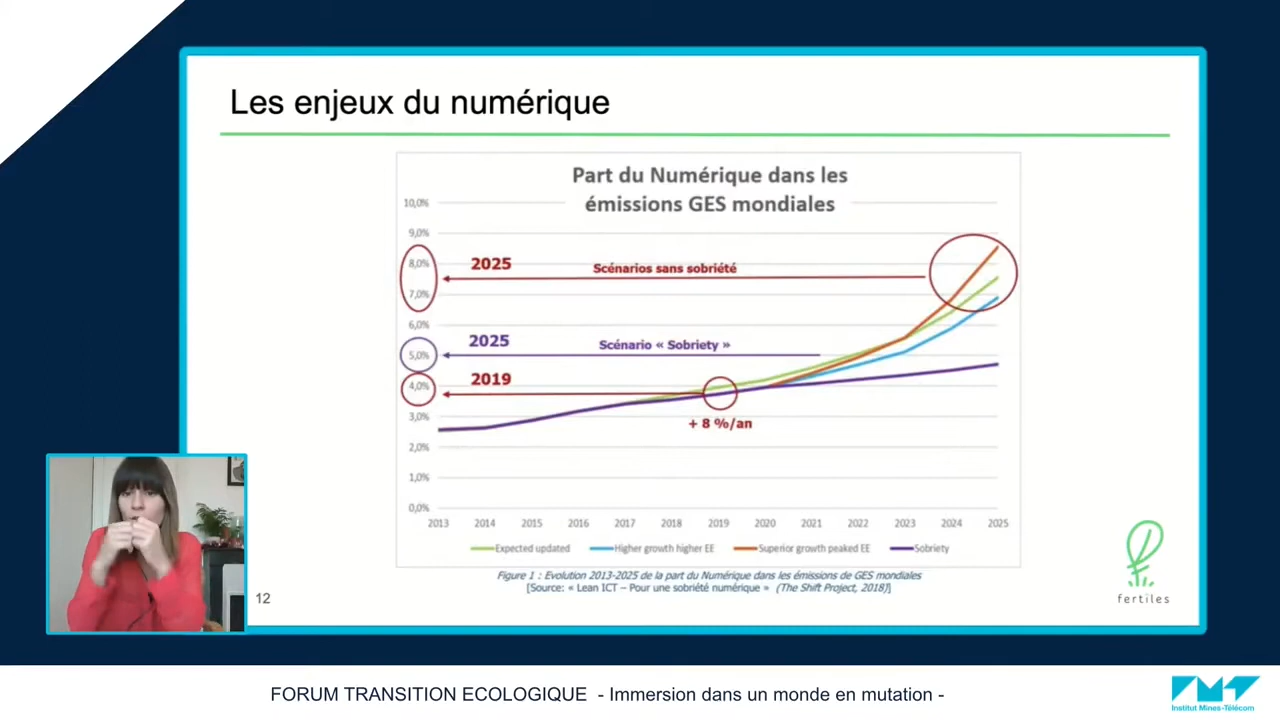 Les enjeux du numérique
Part du Numérique dans les
émissions GES mondiales
10,0%
9,0%
8,0%
7,0%
6,0%
5,0%
4,0%
3,0%
2,0%
1,0%
0,0%
2025
Scénarios sans sobriété
2025
Scénario « Sobriety »
2019
+ 8 %/an
2013 2014 2015 2016 2017 2018 2019 2020 2021 2022 2023 2024 2025
Expected updated Higher growth higher EE Superior growth peaked EE Sobriety
Figure 1 : Evolution 2013-2025 de la part du Numérique dans les émissions de GES mondiales
[Source: « Lean ICT – Pour une sobriété numérique » (The Shift Project, 2018)]
12
fertiles
FORUM TRANSITION ECOLOGIQUE - Immersion dans un monde en mutation -
Institut Mines-Télécom